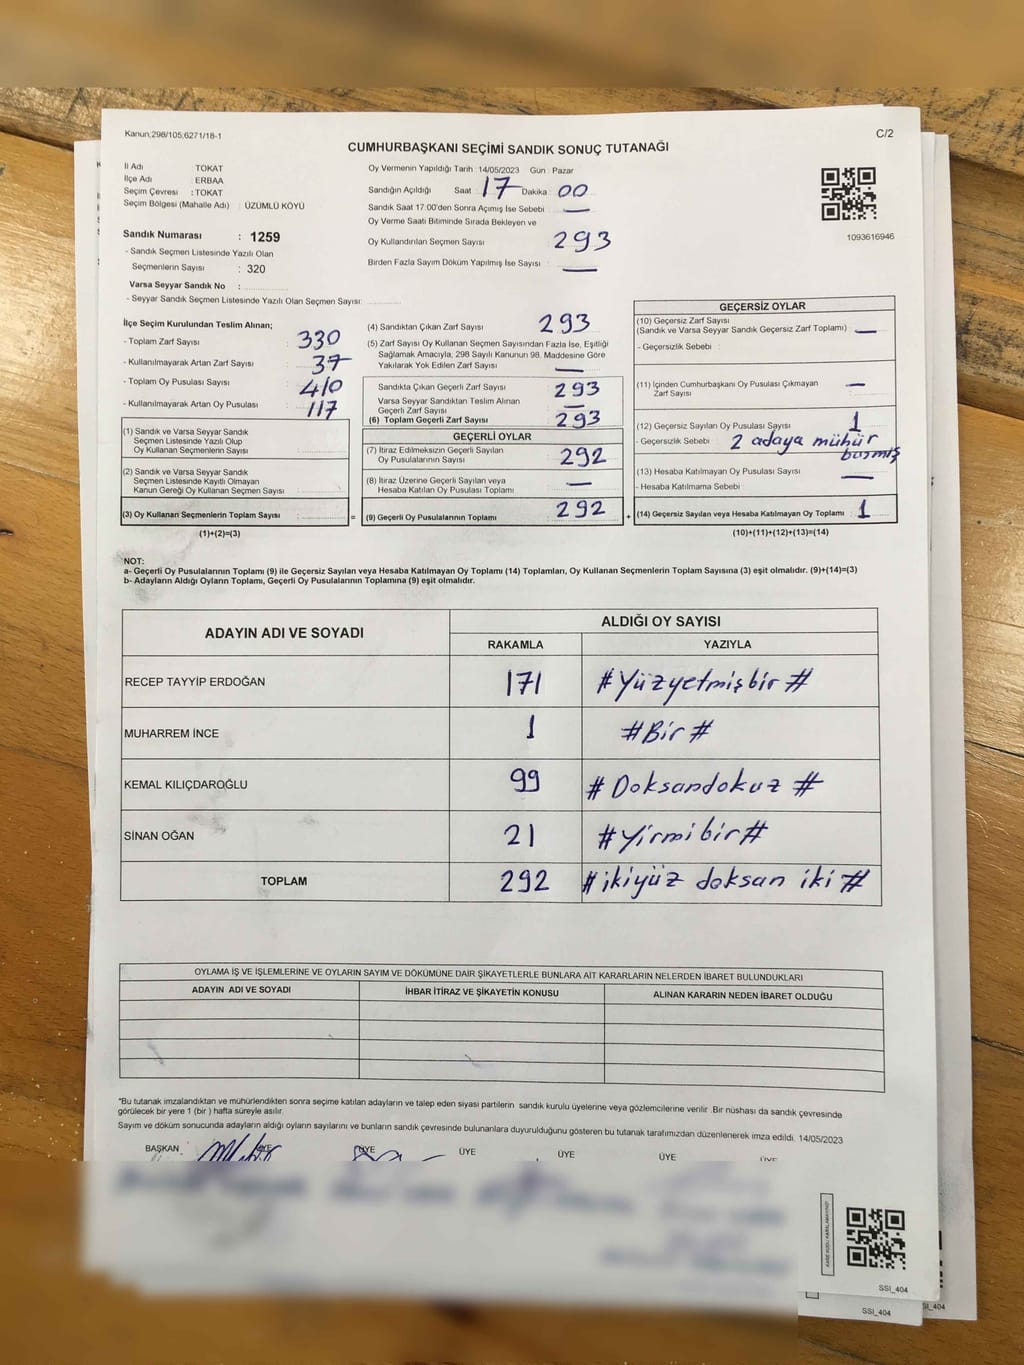 Kanun:298/105;6271/18-1
C/2
CUMHURBAŞKANI SEÇİMİ SANDIK SONUÇ TUTANAĞI
İl Adı : TOKAT
İlçe Adı : ERBAA
Seçim Çevresi : TOKAT
Seçim Bölgesi (Mahalle Adı) : ÜZÜMLÜ KÖYÜ
Sandık Numarası : 1259
- Sandık Seçmen Listesinde Yazılı Olan
Seçmenlerin Sayısı : 320
Varsa Seyyar Sandık No :
- Seyyar Sandık Seçmen Listesinde Yazılı Olan Seçmen Sayısı:
Oy Vermenin Yapıldığı Tarih :14/05/2023 Gün : Pazar
Sandığın Açıldığı Saat 17 Dakika : 00
Sandık Saat 17:00'den Sonra Açımış İse Sebebi : —
Oy Verme Saati Bitiminde Sırada Bekleyen ve
Oy Kullandırılan Seçmen Sayısı : 293
Birden Fazla Sayım Döküm Yapılmış İse Sayısı : —
1093616946
İlçe Seçim Kurulundan Teslim Alınan;
- Toplam Zarf Sayısı : 330
- Kullanılmayarak Artan Zarf Sayısı : 37
- Toplam Oy Pusulası Sayısı : 410
- Kullanılmayarak Artan Oy Pusulası : 117
(1) Sandık ve Varsa Seyyar Sandık
Seçmen Listesinde Yazılı Olup
Oy Kullanan Seçmenlerin Sayısı :
(2) Sandık ve Varsa Seyyar Sandık
Seçmen Listesinde Kayıtlı Olmayan
Kanun Gereği Oy Kullanan Seçmen Sayısı :
(3) Oy Kullanan Seçmenlerin Toplam Sayısı :
(1)+(2)=(3)
(4) Sandıktan Çıkan Zarf Sayısı : 293
(5) Zarf Sayısı Oy Kullanan Seçmen Sayısından Fazla İse, Eşitliği
Sağlamak Amacıyla, 298 Sayılı Kanunun 98. Maddesine Göre
Yakılarak Yok Edilen Zarf Sayısı : —
Sandıkta Çıkan Geçerli Zarf Sayısı : 293
Varsa Seyyar Sandıktan Teslim Alınan
Geçerli Zarf Sayısı : —
(6) Toplam Geçerli Zarf Sayısı : 293
GEÇERLİ OYLAR
(7) İtiraz Edilmeksizin Geçerli Sayılan
Oy Pusulalarının Sayısı : 292
(8) İtiraz Üzerine Geçerli Sayılan veya
Hesaba Katılan Oy Pusulası Toplamı : —
= (9) Geçerli Oy Pusulalarının Toplamı : 292 +
GEÇERSİZ OYLAR
(10) Geçersiz Zarf Sayısı
(Sandık ve Varsa Seyyar Sandık Geçersiz Zarf Toplamı) : —
- Geçersizlik Sebebi :
(11) İçinden Cumhurbaşkanı Oy Pusulası Çıkmayan
Zarf Sayısı : —
(12) Geçersiz Sayılan Oy Pusulası Sayısı : 1
- Geçersizlik Sebebi : 2 adaya mühür
basmış
(13) Hesaba Katılmayan Oy Pusulası Sayısı : —
- Hesaba Katılmama Sebebi :
(14) Geçersiz Sayılan veya Hesaba Katılmayan Oy Toplamı : 1
(10)+(11)+(12)+(13)=(14)
NOT:
a- Geçerli Oy Pusulalarının Toplamı (9) ile Geçersiz Sayılan veya Hesaba Katılmayan Oy Toplamı (14) Toplamları, Oy Kullanan Seçmenlerin Toplam Sayısına (3) eşit olmalıdır. (9)+(14)=(3)
b- Adayların Aldığı Oyların Toplamı, Geçerli Oy Pusulalarının Toplamına (9) eşit olmalıdır.
ADAYIN ADI VE SOYADI
ALDIĞI OY SAYISI
RAKAMLA YAZIYLA
RECEP TAYYİP ERDOĞAN 171 #Yüzyetmişbir#
MUHARREM İNCE 1 #Bir#
KEMAL KILIÇDAROĞLU 99 #Doksandokuz#
SİNAN OĞAN 21 #Yirmibir#
TOPLAM 292 #ikiyüz doksan iki#
OYLAMA İŞ VE İŞLEMLERİNE VE OYLARIN SAYIM VE DÖKÜMÜNE DAİR ŞİKAYETLERLE BUNLARA AİT KARARLARIN NELERDEN İBARET BULUNDUKLARI
ADAYIN ADI VE SOYADI İHBAR İTİRAZ VE ŞİKAYETİN KONUSU ALINAN KARARIN NEDEN İBARET OLDUĞU
"Bu tutanak imzalandıktan ve mühürlendikten sonra seçime katılan adayların ve talep eden siyasi partilerin sandık kurulu üyelerine veya gözlemcilerine verilir. Bir nüshası da sandık çevresinde
görülecek bir yere 1 (bir ) hafta süreyle asılır.
Sayım ve döküm sonucunda adayların aldığı oyların sayılarını ve bunların sandık çevresinde bulunanlara duyurulduğunu gösteren bu tutanak tarafımızdan düzenlenerek imza edildi. 14/05/2023
BAŞKAN ÜYE ÜYE ÜYE ÜYE ÜYE ÜYE
KARE KODU KARALAMAYINIZ!
SSI_404
SSI_404
SI_404